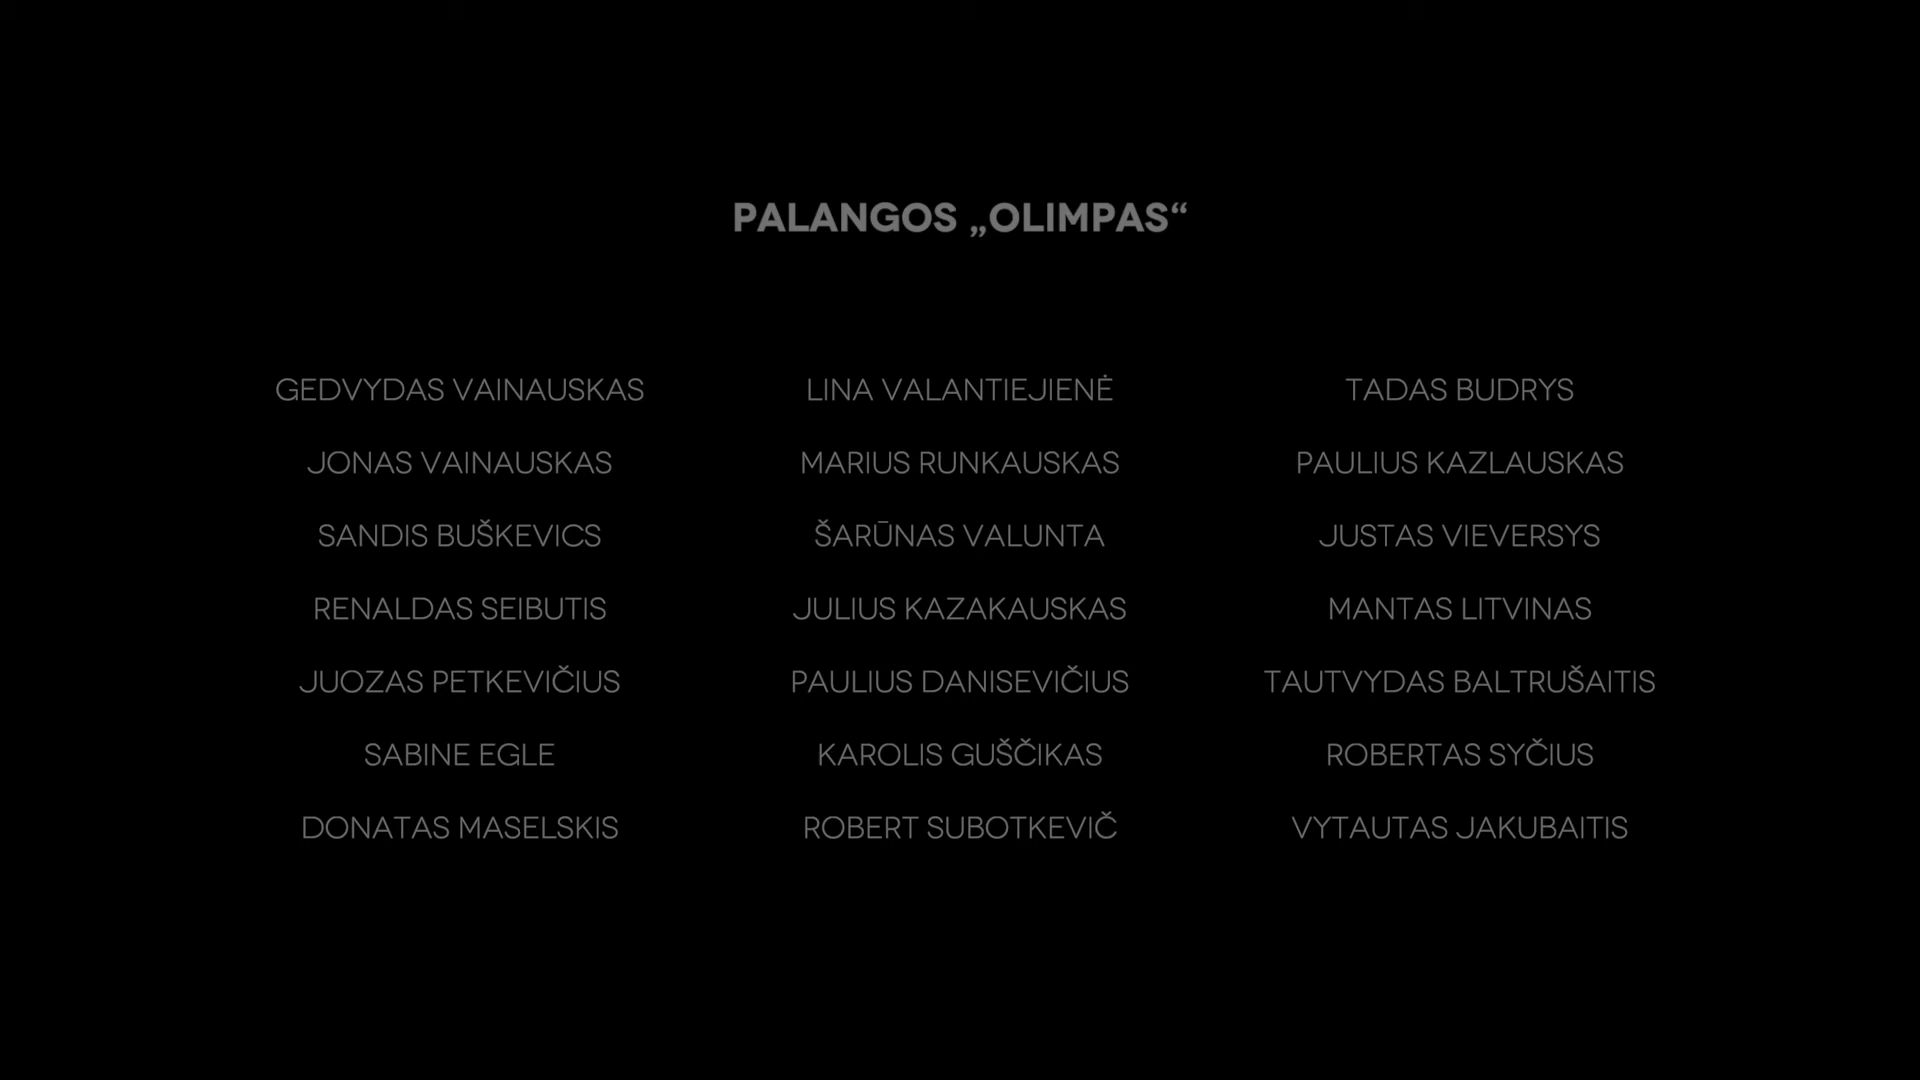 PALANGOS „OLIMPAS“
GEDVYDAS VAINAUSKAS
JONAS VAINAUSKAS
SANDIS BUŠKEVICS
RENALDAS SEIBUTIS
JUOZAS PETKEVIČIUS
SABINE EGLE
DONATAS MASELSKIS
LINA VALANTIEJIENĖ
MARIUS RUNKAUSKAS
ŠARŪNAS VALUNTA
JULIUS KAZAKAUSKAS
PAULIUS DANISEVIČIUS
KAROLIS GUŠČIKAS
ROBERT SUBOTKEVIČ
TADAS BUDRYS
PAULIUS KAZLAUSKAS
JUSTAS VIEVERSYS
MANTAS LITVINAS
TAUTVYDAS BALTRUŠAITIS
ROBERTAS SYČIUS
VYTAUTAS JAKUBAITIS